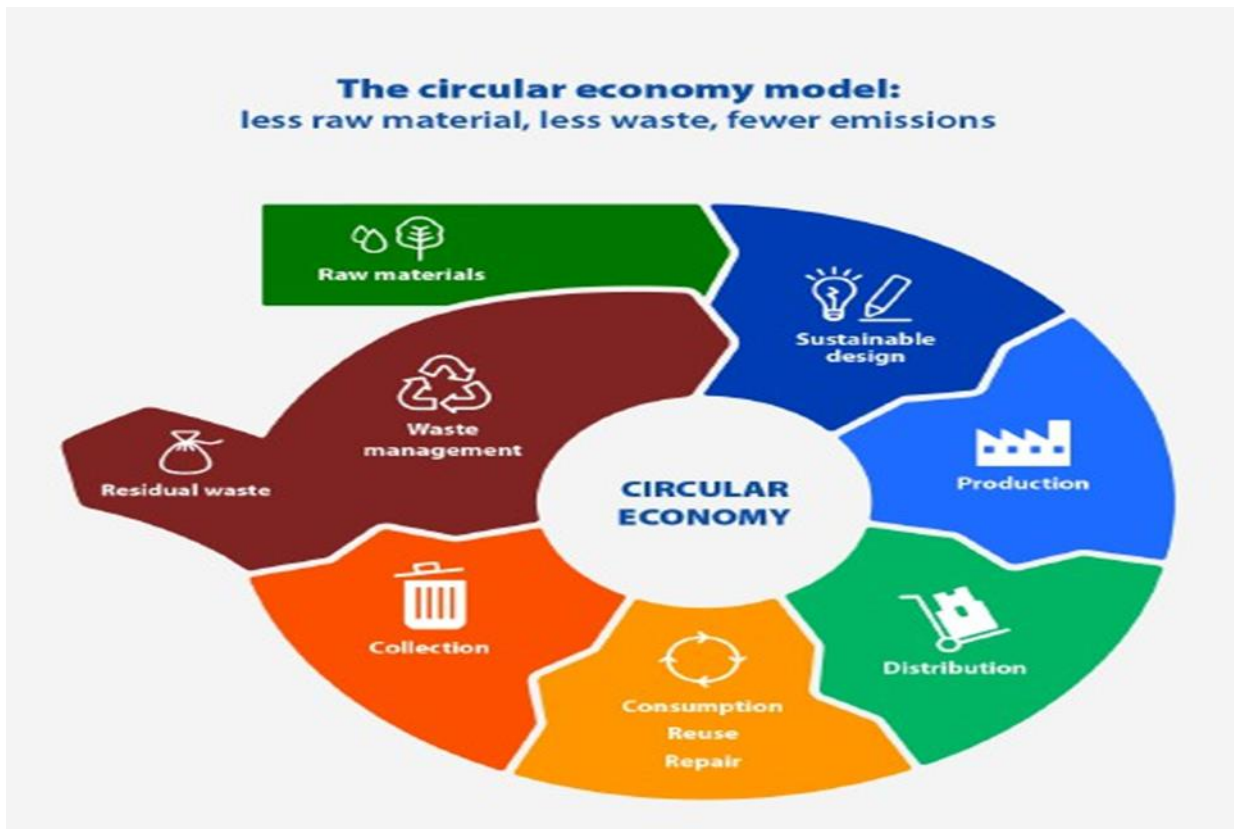 The circular economy model:
less raw material, less waste, fewer emissions
Raw materials
Sustainable
design
Production
Distribution
Consumption
Reuse
Repair
Collection
Waste
management
Residual waste
CIRCULAR
ECONOMY